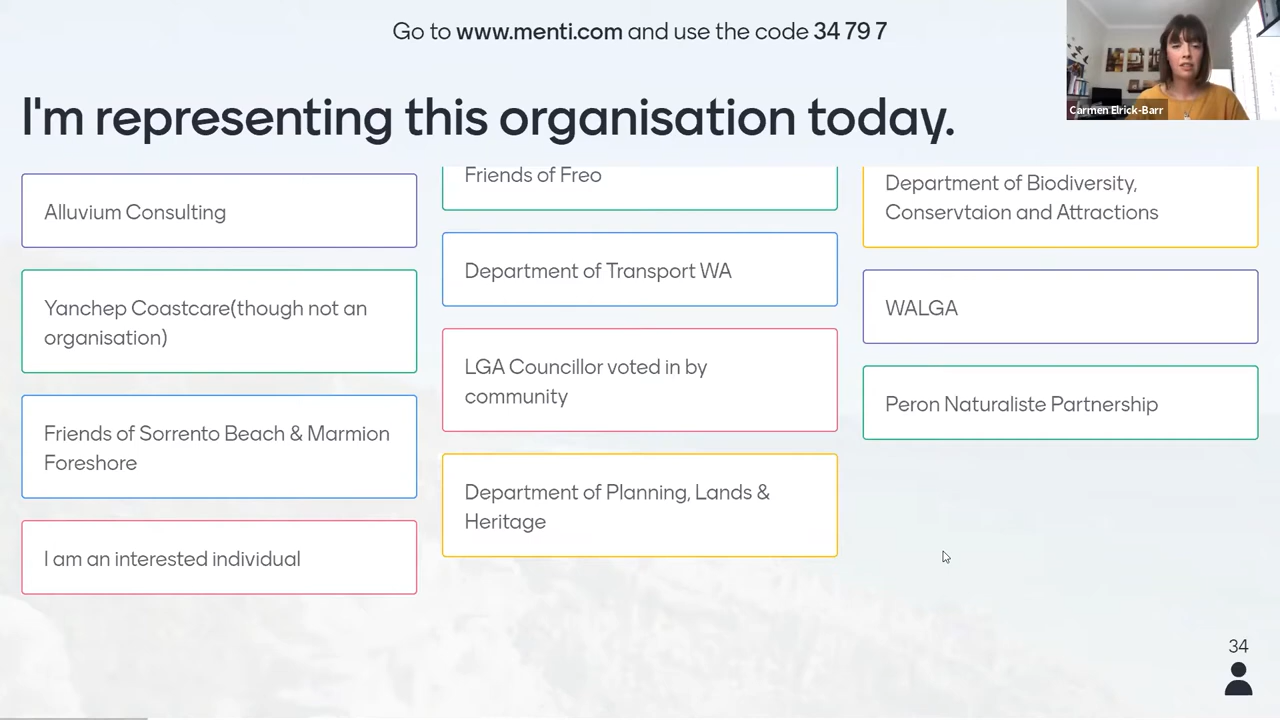 Go to www.menti.com and use the code 34 79 7
Carmen Elrick-Barr
I'm representing this organisation today.
Alluvium Consulting
Yanchep Coastcare(though not an
organisation)
Friends of Sorrento Beach & Marmion
Foreshore
I am an interested individual
Friends of Freo
Department of Transport WA
LGA Councillor voted in by
community
Department of Planning, Lands &
Heritage
Department of Biodiversity,
Conservtaion and Attractions
WALGA
Peron Naturaliste Partnership
34